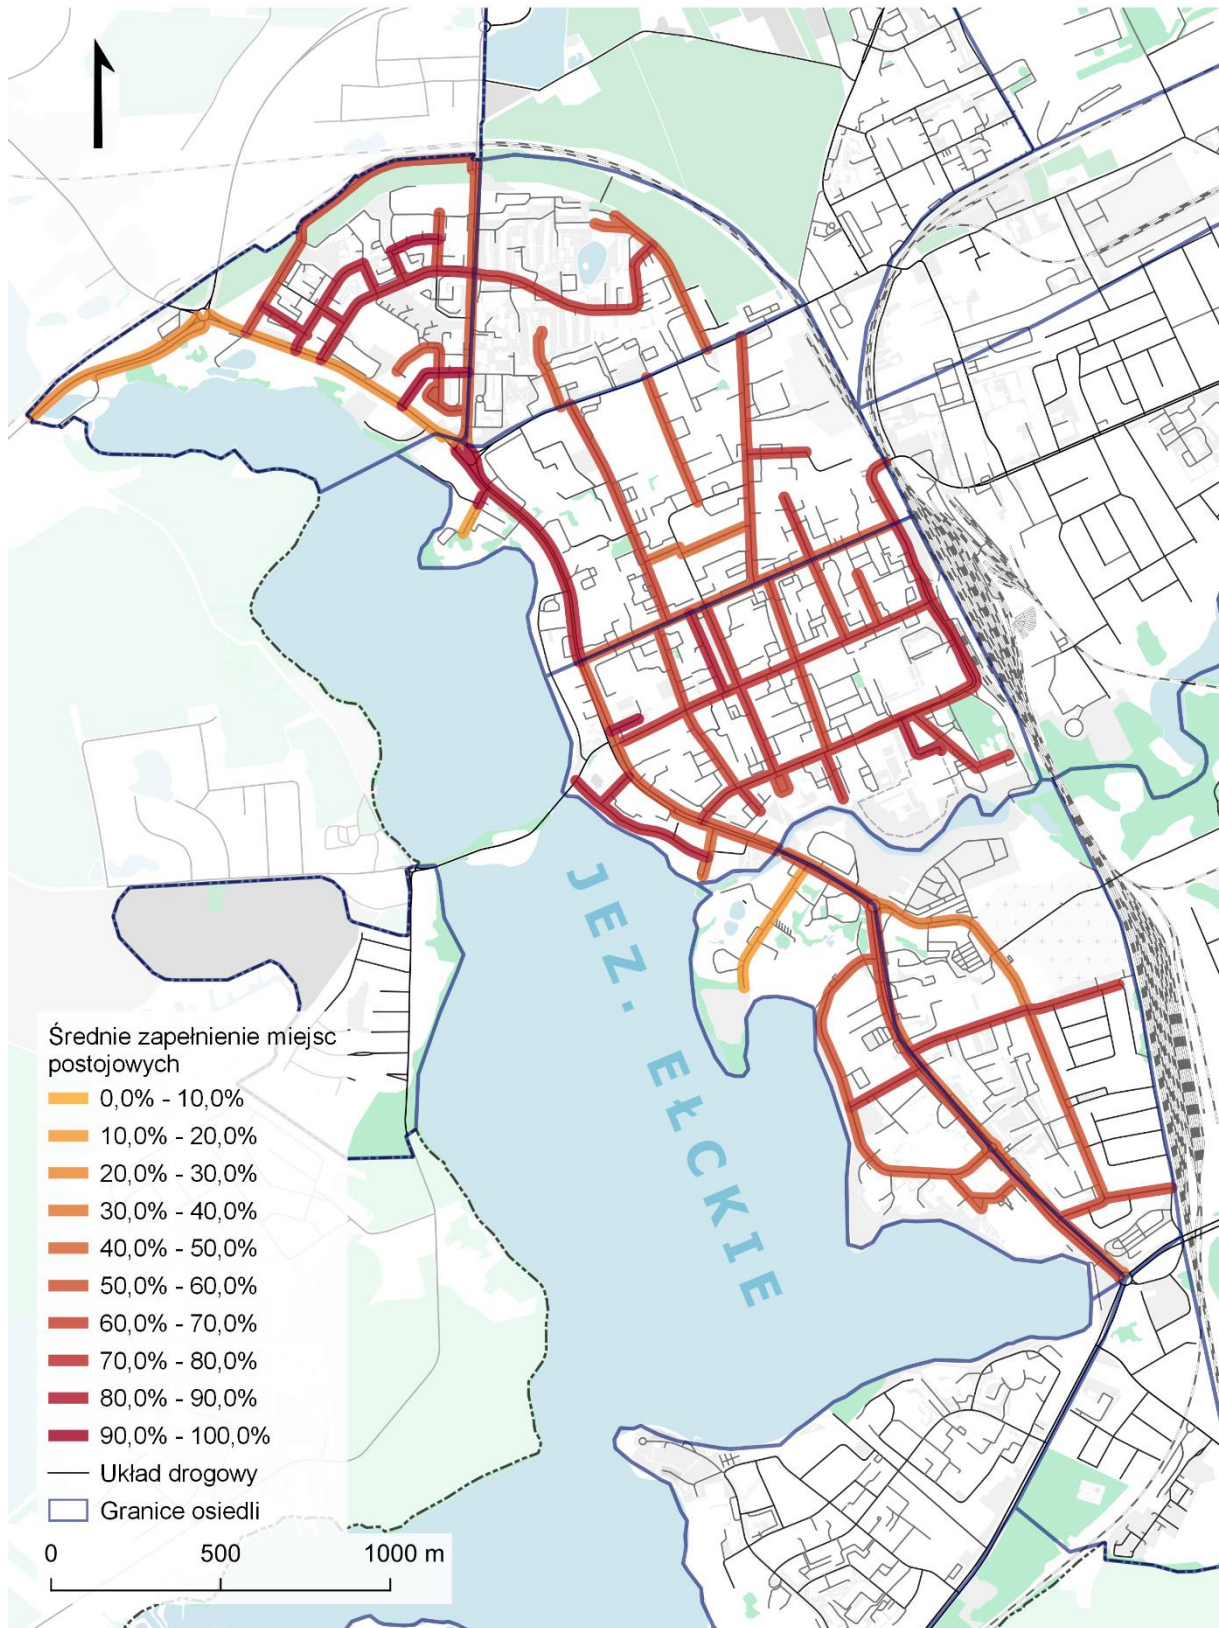 JEZ. EŁCKIE
Średnie zapełnienie miejsc
postojowych
0,0% - 10,0%
10,0% - 20,0%
20,0% - 30,0%
30,0% - 40,0%
40,0% - 50,0%
50,0% - 60,0%
60,0% - 70,0%
70,0% - 80,0%
80,0% - 90,0%
90,0% - 100,0%
Układ drogowy
Granice osiedli
0 500 1000 m